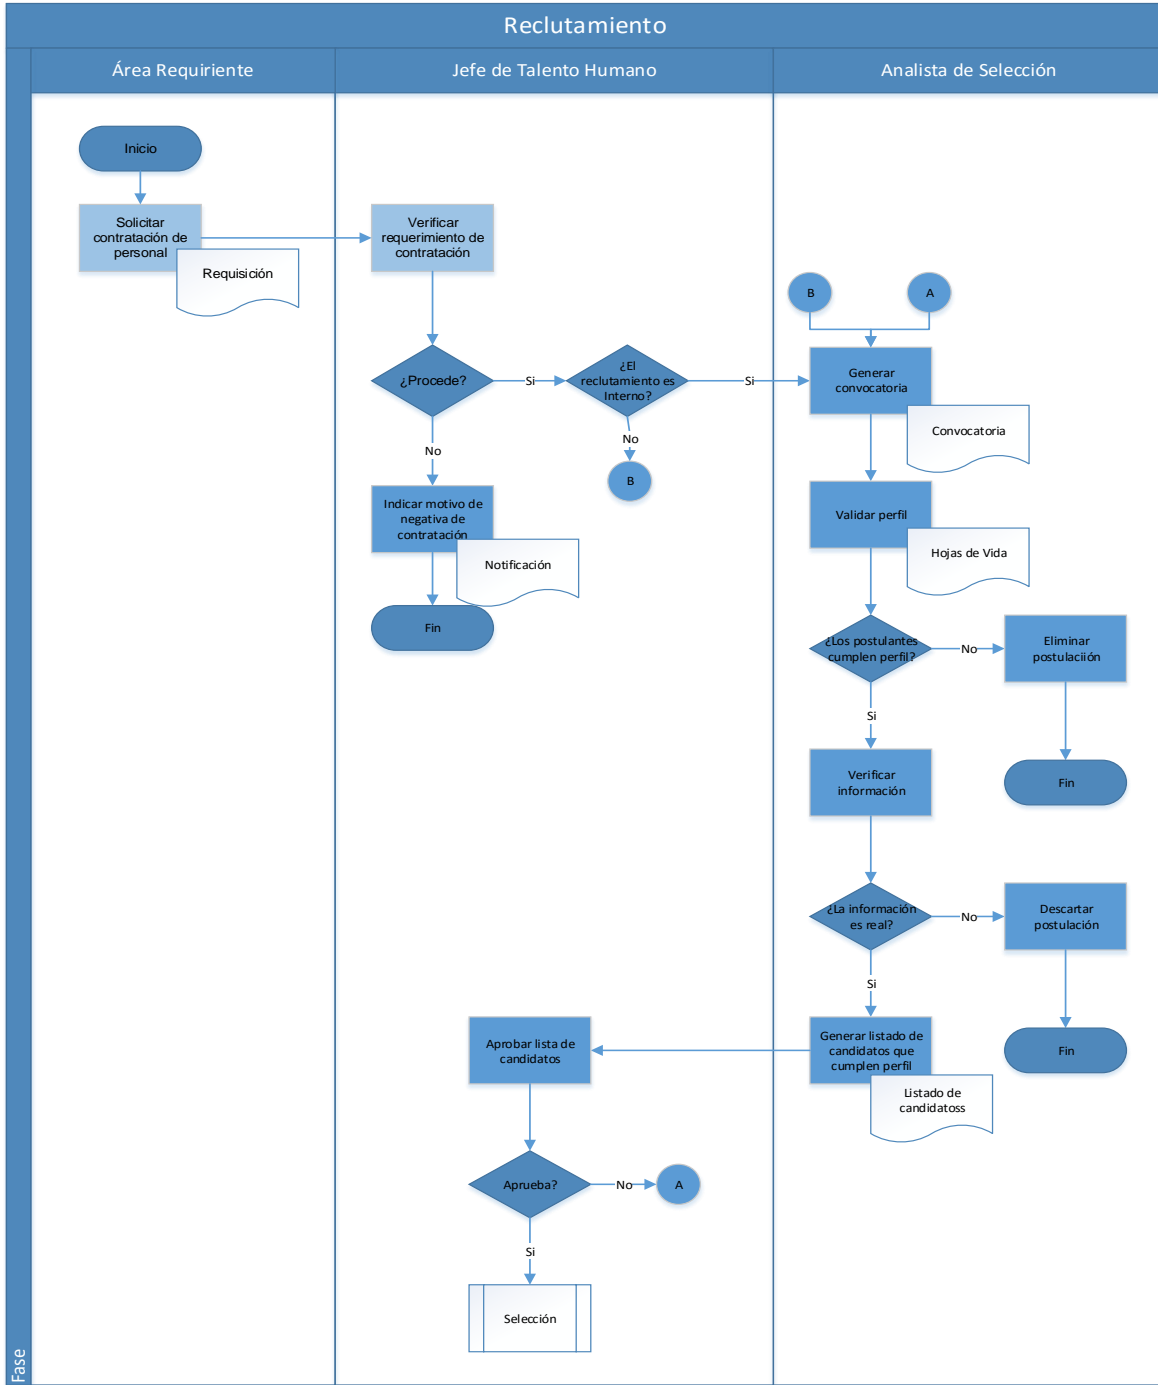 Reclutamiento
Área Requiriente
Jefe de Talento Humano
Analista de Selección
Inicio
Solicitar
contratación de
personal
Requisición
Verificar
requerimiento de
contratación
B
A
¿Procede?
Si
¿El
reclutamiento es
Interno?
Si
Generar
convocatoria
Convocatoria
No
No
B
Indicar motivo de
negativa de
contratación
Notificación
Fin
Validar perfil
Hojas de Vida
¿Los postulantes
cumplen perfil?
No
Eliminar
postulaciión
Si
Verificar
información
Fin
¿La información
es real?
No
Descartar
postulación
Si
Aprobar lista de
candidatos
Generar listado de
candidatos que
cumplen perfil
Fin
Listado de
candidatoss
Aprueba?
No
A
Si
Selección
Fase